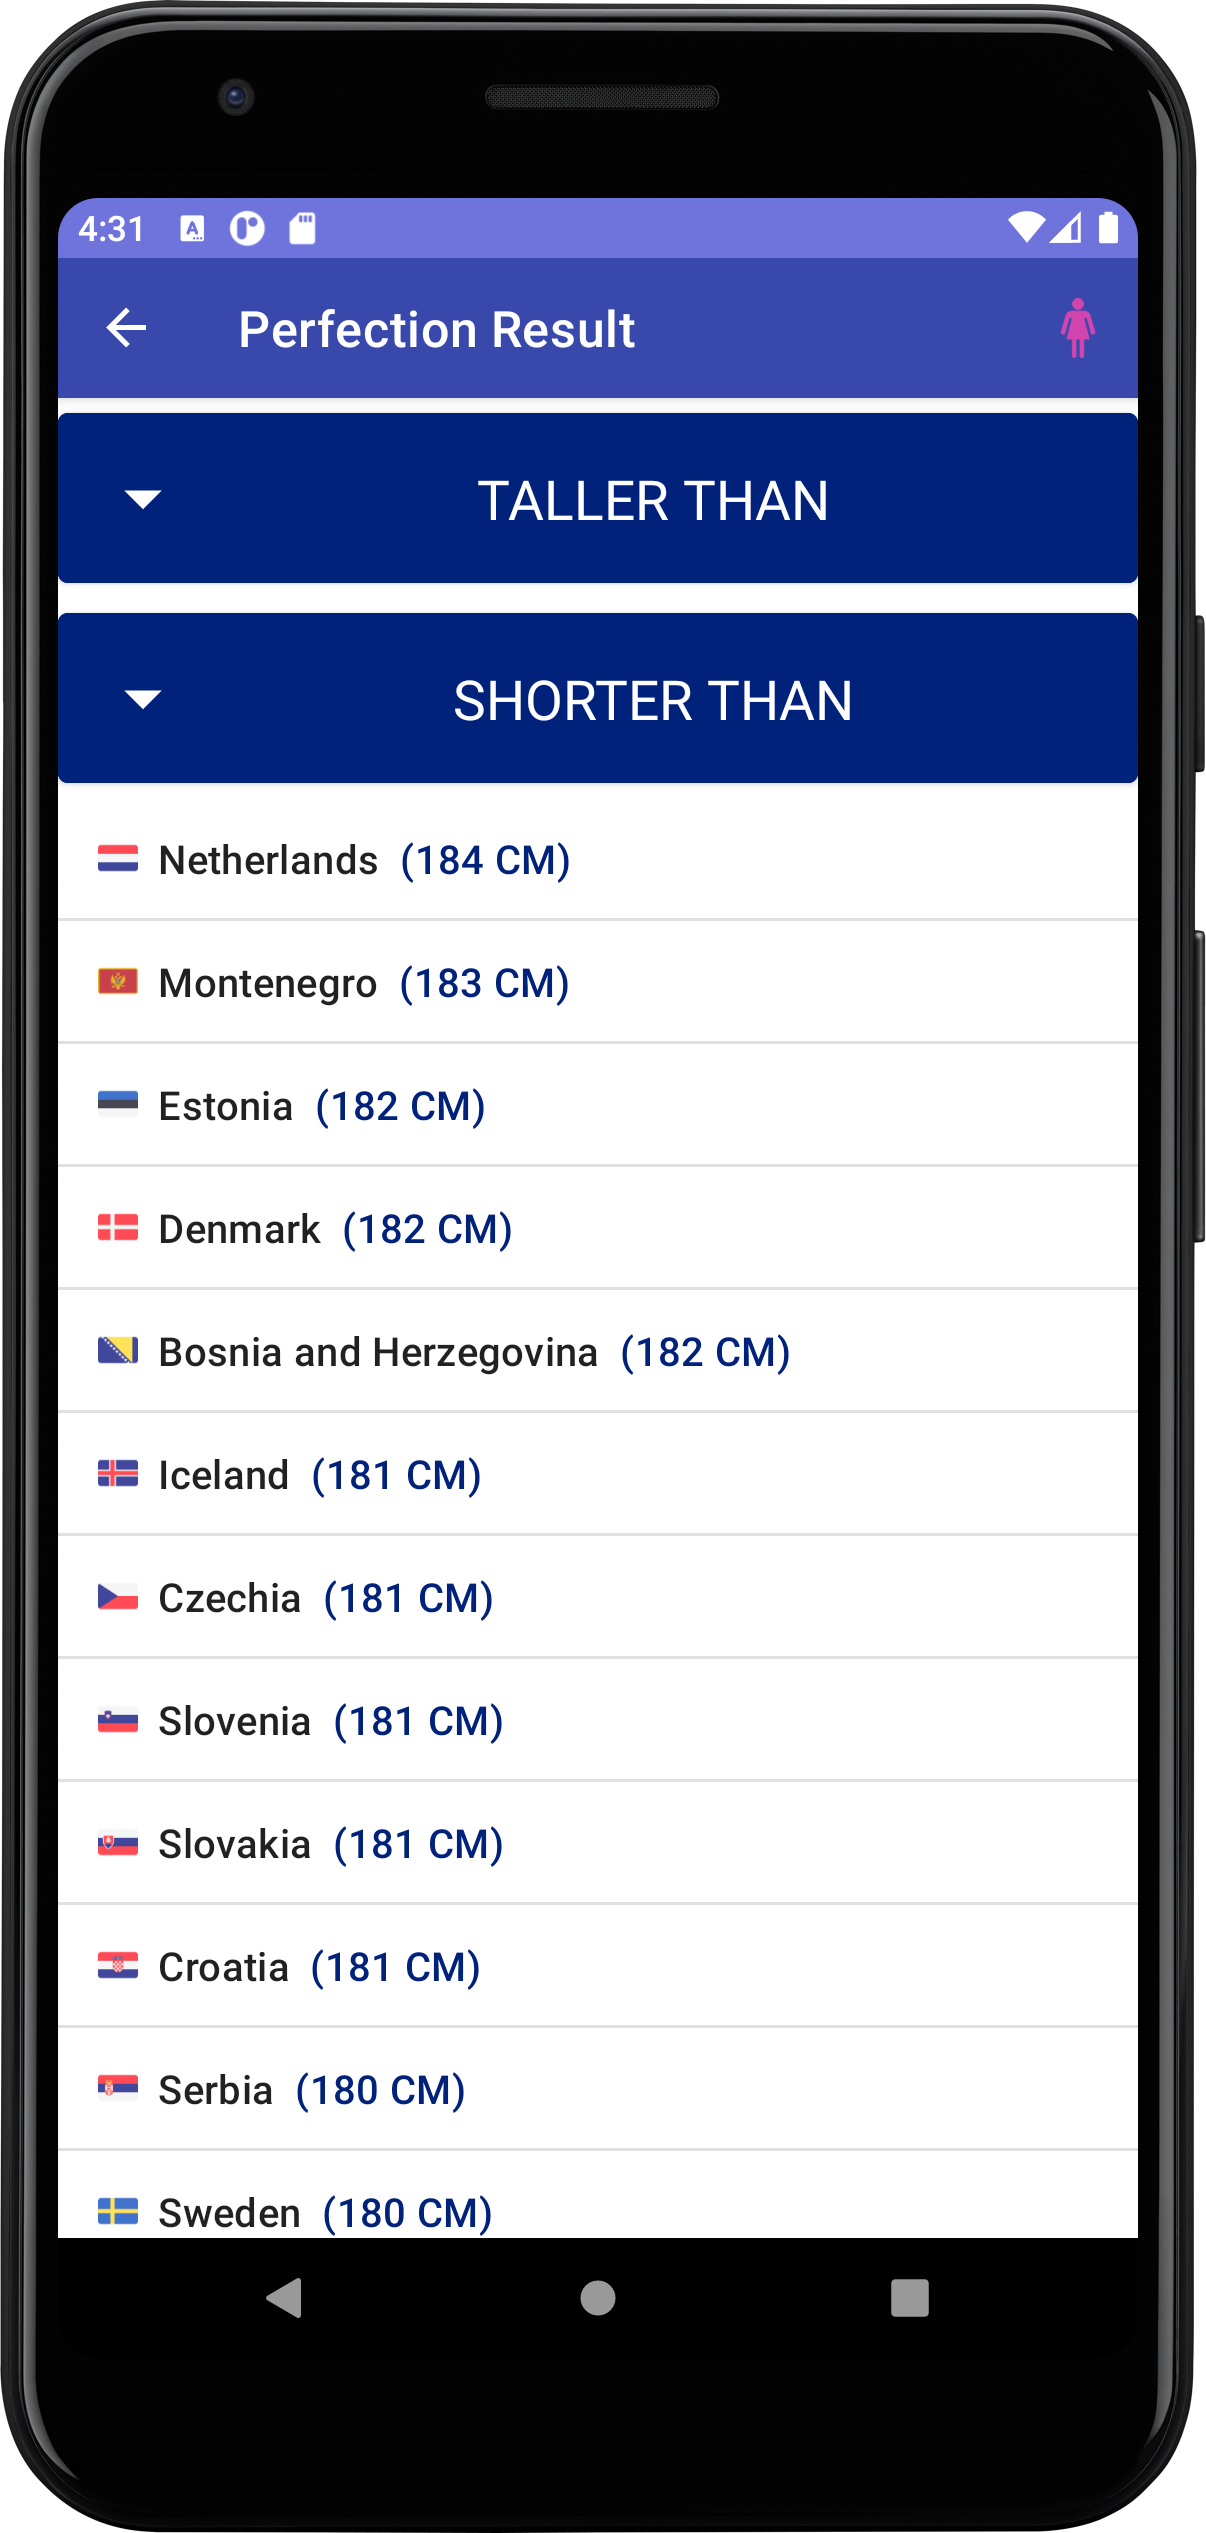 4:31
Perfection Result
TALLER THAN
SHORTER THAN
Netherlands (184 CM)
Montenegro (183 CM)
Estonia (182 CM)
Denmark (182 CM)
Bosnia and Herzegovina (182 CM)
Iceland (181 CM)
Czechia (181 CM)
Slovenia (181 CM)
Slovakia (181 CM)
Croatia (181 CM)
Serbia (180 CM)
Sweden (180 CM)